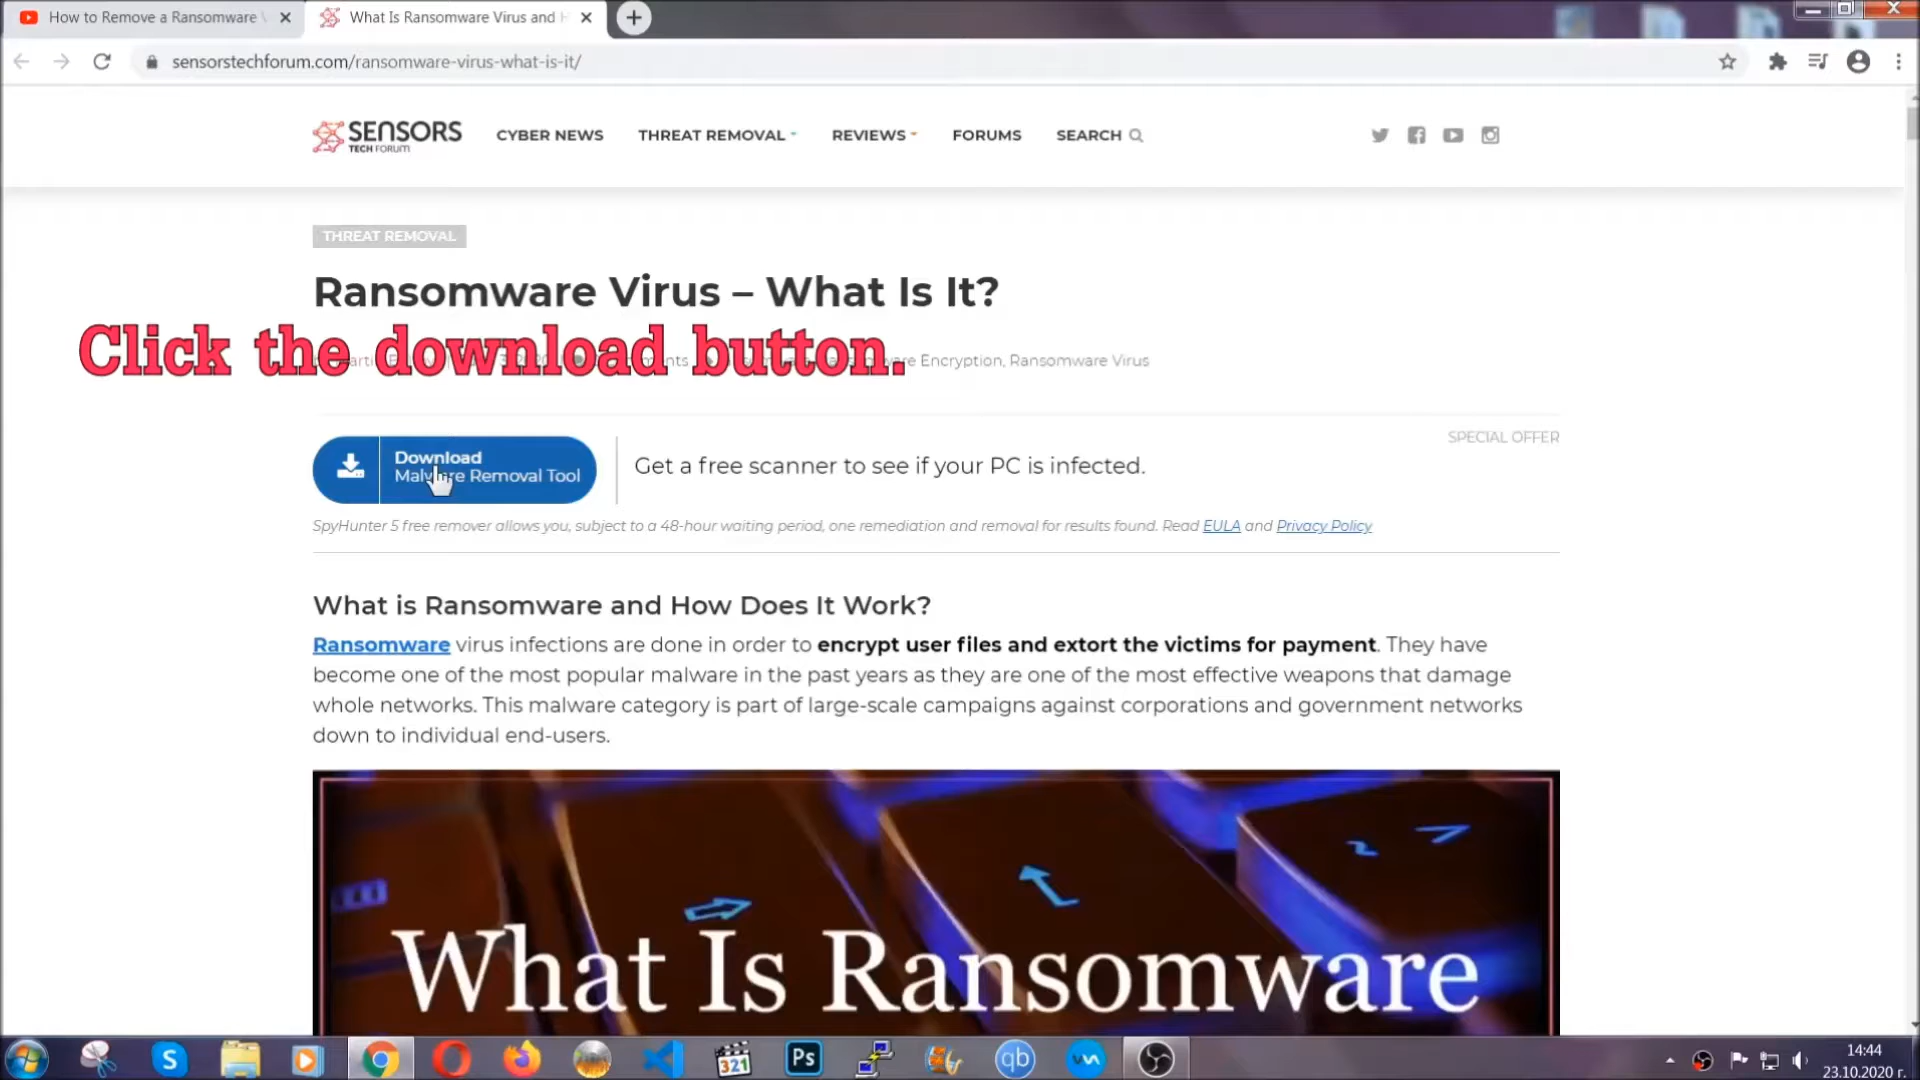 How to Remove a Ransomware
What Is Ransomware Virus and H
sensorstechforum.com/ransomware-virus-what-is-it/
SENSORS
TECH FORUM
CYBER NEWS
THREAT REMOVAL
REVIEWS
FORUMS
SEARCH
THREAT REMOVAL
Ransomware Virus – What Is It?
Click the download button.
Encryption, Ransomware Virus
SPECIAL OFFER
Download
Malware Removal Tool
Get a free scanner to see if your PC is infected.
SpyHunter 5 free remover allows you, subject to a 48-hour waiting period, one remediation and removal for results found. Read EULA and Privacy Policy
What is Ransomware and How Does It Work?
Ransomware virus infections are done in order to encrypt user files and extort the victims for payment. They have
become one of the most popular malware in the past years as they are one of the most effective weapons that damage
whole networks. This malware category is part of large-scale campaigns against corporations and government networks
down to individual end-users.
What Is Ransomware
S
321
Ps
qb
14:44
23.10.2020 г.